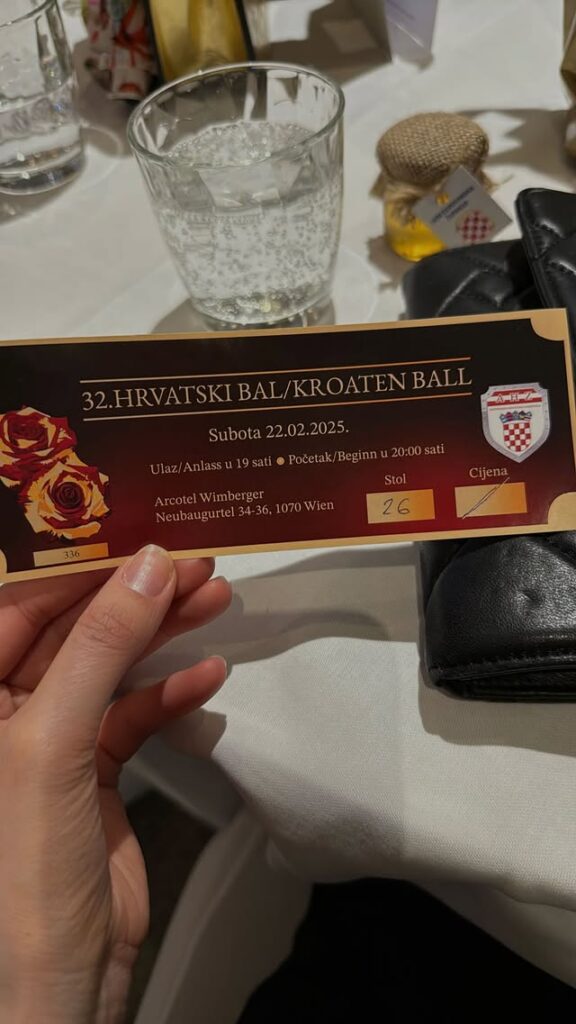 32.HRVATSKI BAL/KROATEN BALL
Subota 22.02.2025.
Ulaz/Anlass u 19 sati ● Početak/Beginn u 20:00 sati
Arcotel Wimberger
Neubaugurtel 34-36, 1070 Wien
Stol
26
Cijena
336